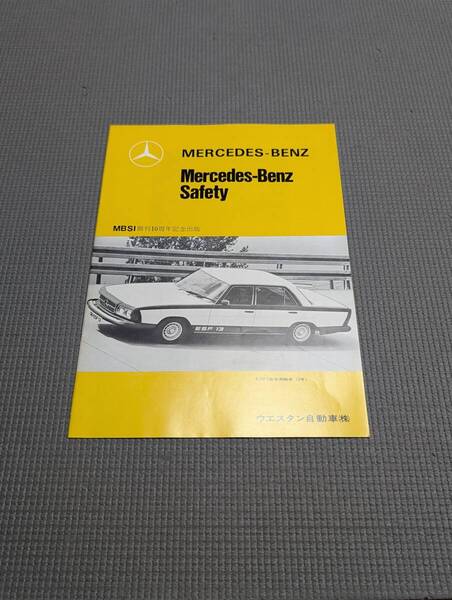 MERCEDES-BENZ
Mercedes-Benz
Safety
MBSI創刊10周年記念出版
ESF 13
ウエスタン自動車(株)